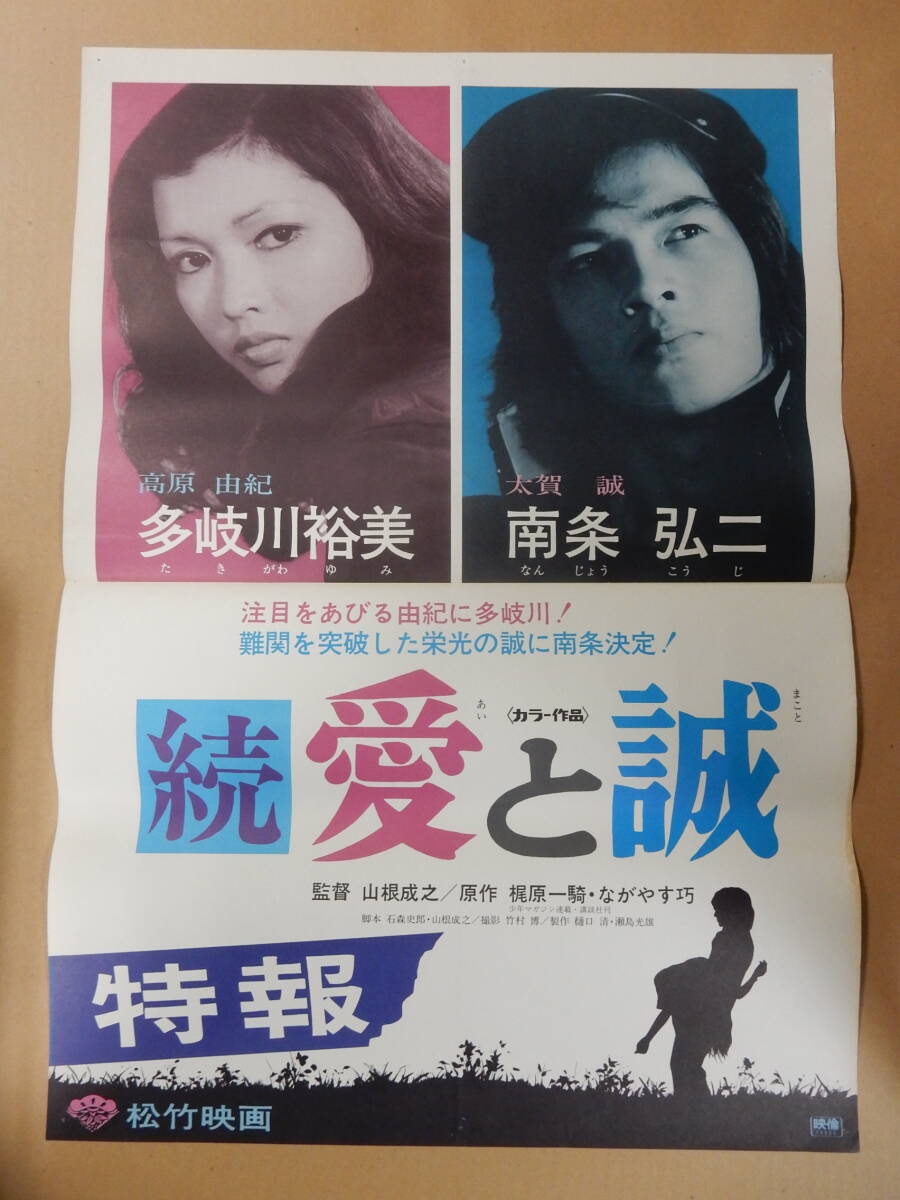 高原 由紀
多岐川裕美
たきがわゆみ
太賀 誠
南条 弘二
なんじょう こうじ
注目をあびる由紀に多岐川!
難関を突破した栄光の誠に南条決定!
続 愛と誠
あい
〈カラー作品〉
まこと
監督 山根成之/原作 梶原一騎・ながやす巧
少年マガジン連載・講談社刊
脚本 石森史郎・山根成之/撮影 竹村 博/製作 樋口 清・瀬島光雄
特報
松竹映画
映倫